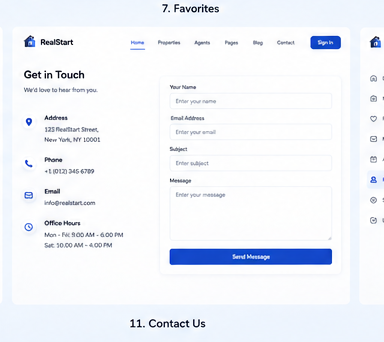 7. Favorites
RealStart
Home
Properties
Agents
Pages
Blog
Contact
Sign In
Get in Touch
We'd love to hear from you.
Address
123 RealStart Street,
New York, NY 10001
Phone
+1 (012) 345 6789
Email
info@realstart.com
Office Hours
Mon - Fri: 9:00 AM - 6:00 PM
Sat: 10:00 AM - 4:00 PM
Your Name
Enter your name
Email Address
Enter your email
Subject
Enter subject
Message
Enter your message
Send Message
11. Contact Us